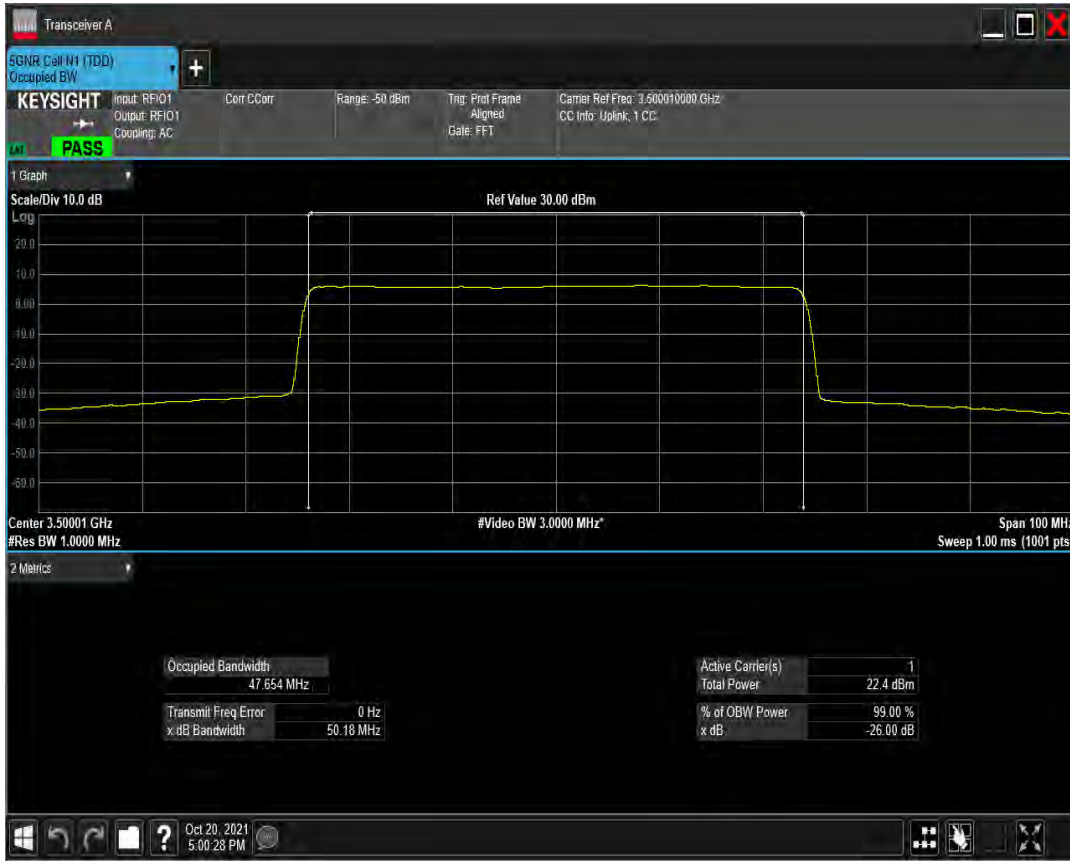 Transceiver A
5GNR Cell N1 (TDD)
Occupied BW
+
KEYSIGHT
Input: RFIO1
Output: RFIO1
Coupling: AC
Corr CCorr
Range: -50 dBm
Trig: Prot Frame
Aligned
Gate: FFT
Carrier Ref Freq: 3.500010000 GHz
CC Info: Uplink, 1 CC
PASS
1 Graph
Scale/Div 10.0 dB
Ref Value 30.00 dBm
Log
20.0
10.0
0.00
-10.0
-20.0
-30.0
-40.0
-50.0
-60.0
Center 3.50001 GHz
#Video BW 3.0000 MHz*
Span 100 MHz
#Res BW 1.0000 MHz
Sweep 1.00 ms (1001 pts
2 Metrics
Occupied Bandwidth
47.654 MHz
Transmit Freq Error 0 Hz
x dB Bandwidth 50.18 MHz
Active Carrier(s) 1
Total Power 22.4 dBm
% of OBW Power 99.00 %
x dB -26.00 dB
?
Oct 20, 2021
5:00:28 PM